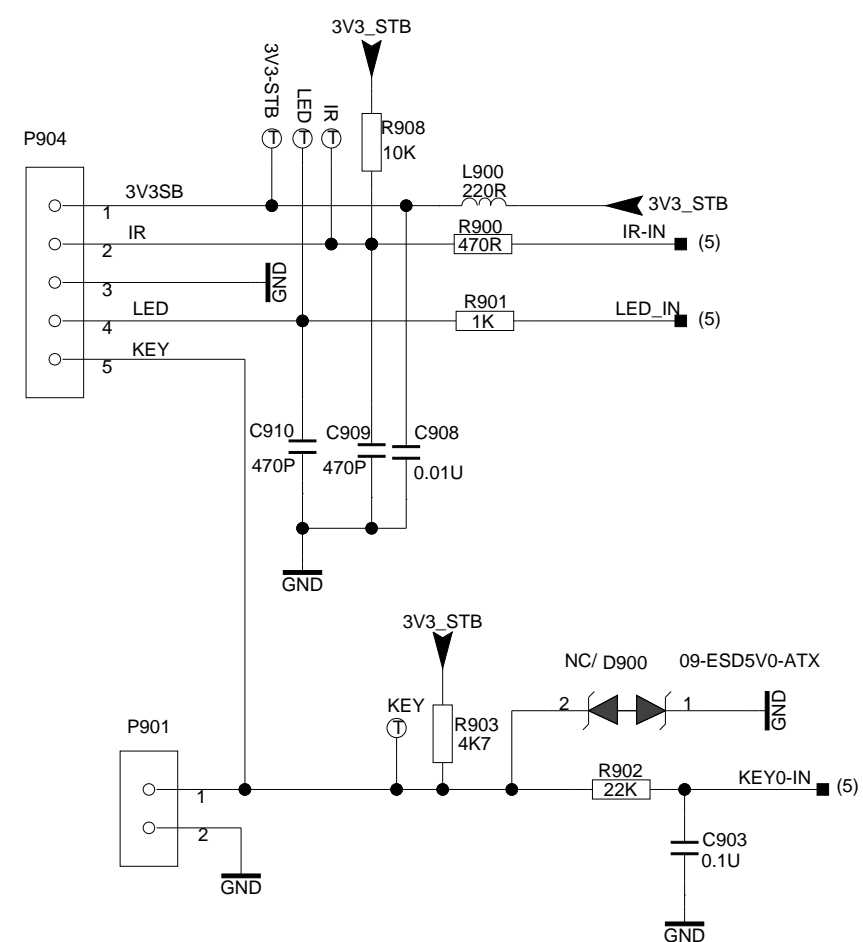 3V3_STB
3V3-STB
LED
IR
T
T
T
R908
10K
P904
L900
220R
3V3_STB
3V3SB
1
IR
2
R900
470R
IR-IN
(5)
3
GND
LED
4
R901
1K
LED_IN
(5)
KEY
5
C910
470P
C909
470P
C908
0.01U
GND
3V3_STB
NC/ D900
09-ESD5V0-ATX
KEY
T
R903
4K7
2
1
GND
P901
1
R902
22K
KEY0-IN
(5)
2
GND
C903
0.1U
GND